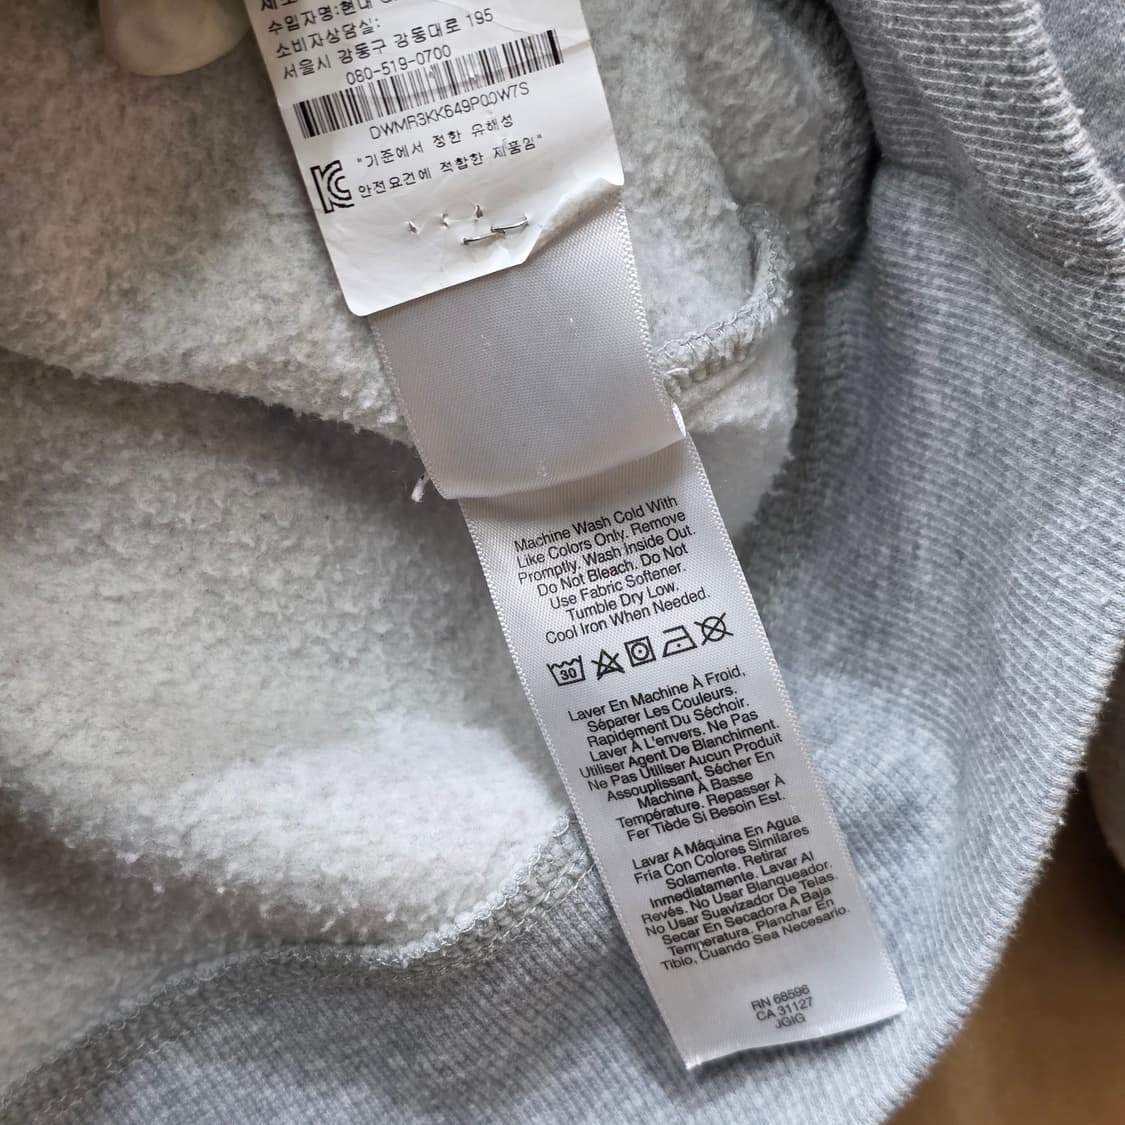 수입자명:현대
소비자상담실:
서울시 강동구 강동대로 195
080-519-0700
DWMR3KK649P00W7S
"기준에서 정한 유해성
안전요건에 적합한 제품임"
Machine Wash Cold With
Like Colors Only. Remove
Promptly. Wash Inside Out.
Do Not Bleach. Do Not
Use Fabric Softener.
Tumble Dry Low.
Cool Iron When Needed.
30
Laver En Machine À Froid,
Séparer Les Couleurs.
Rapidement Du Séchoir.
Laver À L'envers. Ne Pas
Utiliser Agent De Blanchiment.
Ne Pas Utiliser Aucun Produit
Assouplissant, Sécher En
Machine À Basse
Température. Repasser À
Fer Tiède Si Besoin Est.
Lavar A Máquina En Agua
Fría Con Colores Similares
Solamente. Retirar
Inmediatamente. Lavar Al
Revés. No Usar Blanqueador.
No Usar Suavizador De Telas.
Secar En Secadora A Baja
Temperatura. Planchar En
Tibio, Cuando Sea Necesario.
RN 68596
CA 31127
JGIG